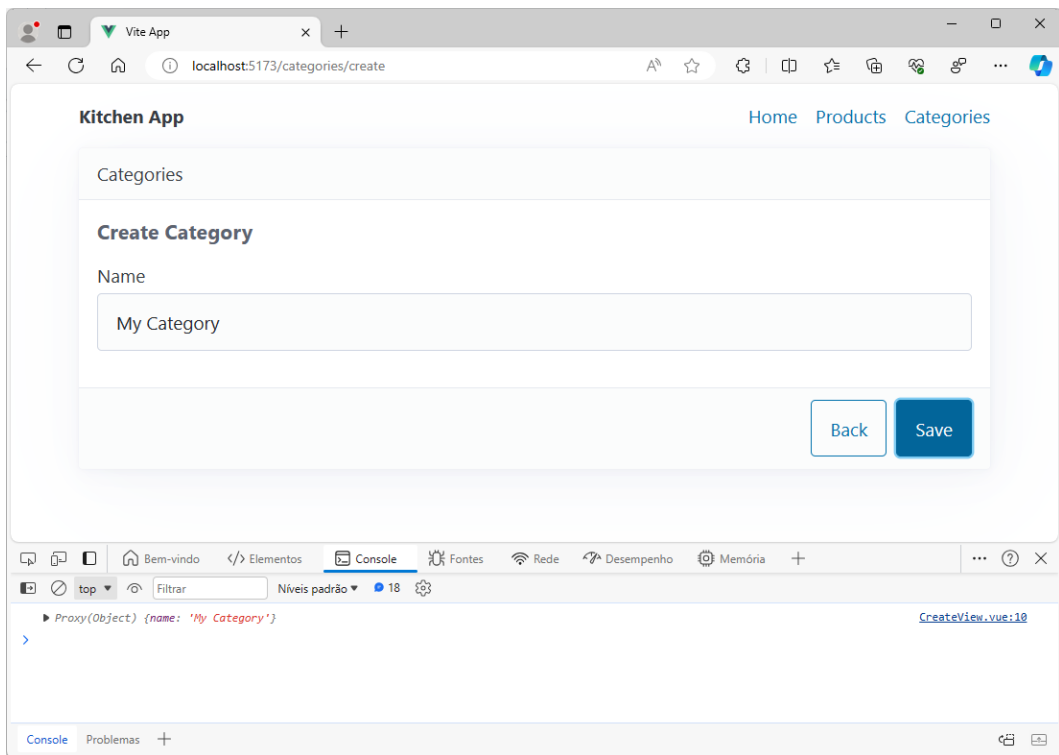 Vite App
localhost:5173/categories/create
Kitchen App Home Products Categories
Categories
Create Category
Name
My Category
Back Save
Bem-vindo Elementos Console Fontes Rede Desempenho Memória
top Filtrar Níveis padrão 18
Proxy(Object) {name: 'My Category'} CreateView.vue:10
Console Problemas